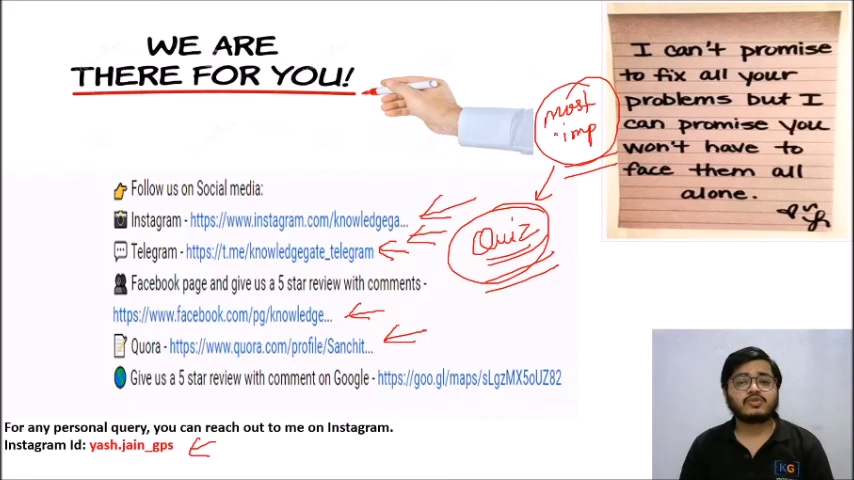 WE ARE
THERE FOR YOU!
I can't promise
to fix all your
problems but I
can promise you
won't have to
face them all
alone.
most
imp
Quiz
Follow us on Social media:
Instagram - https://www.instagram.com/knowledgega...
Telegram - https://t.me/knowledgegate_telegram
Facebook page and give us a 5 star review with comments -
https://www.facebook.com/pg/knowledge...
Quora - https://www.quora.com/profile/Sanchit...
Give us a 5 star review with comment on Google - https://goo.gl/maps/sLgzMX5oUZ82
For any personal query, you can reach out to me on Instagram.
Instagram Id: yash.jain_gps
KG